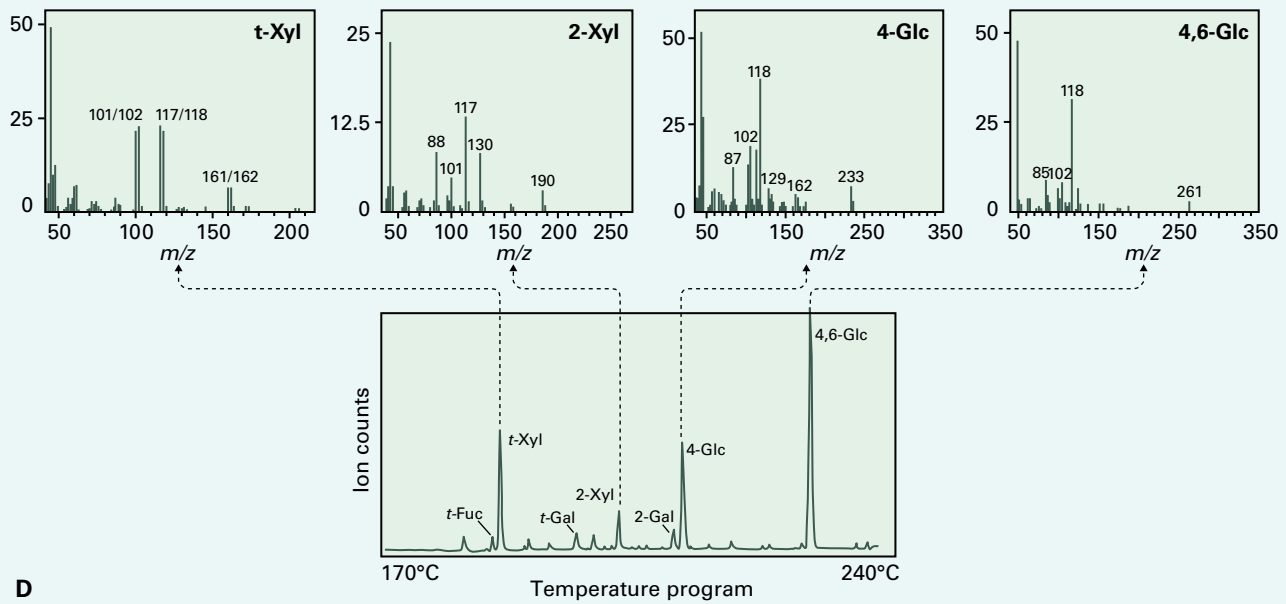 t-Xyl
50
25
0
101/102
117/118
161/162
50
100
150
200
m/z
2-Xyl
25
12.5
0
88
101
117
130
190
50
100
150
200
250
m/z
4-Glc
50
25
0
87
102
118
129
162
233
50
150
250
350
m/z
4,6-Glc
50
25
0
85
102
118
261
50
150
250
350
m/z
Ion counts
t-Fuc
t-Xyl
t-Gal
2-Xyl
2-Gal
4-Glc
4,6-Glc
170°C
240°C
Temperature program
D